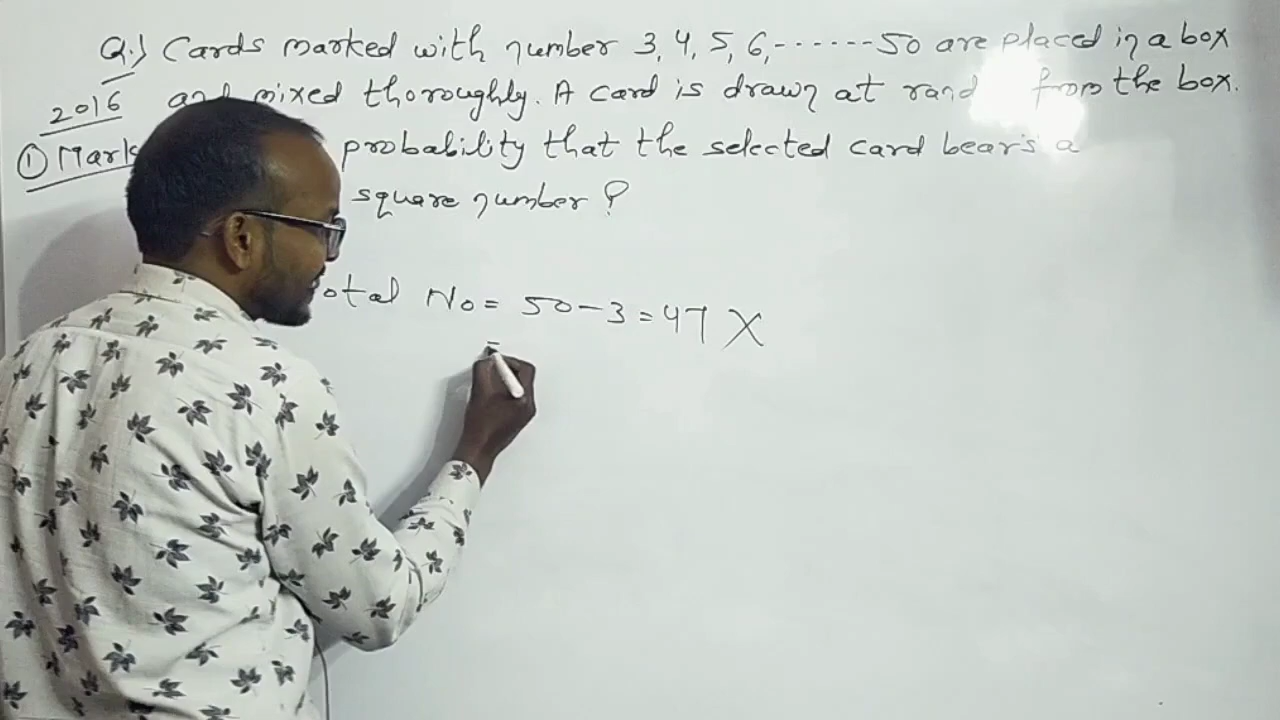 Q.) Cards marked with number 3, 4, 5, 6, ------ 50 are placed in a box
2016 mixed thoroughly. A card is drawn at from the box.
① Mark probability that the selected card bears a
square number ?
otal No = 50 - 3 = 47 X
=